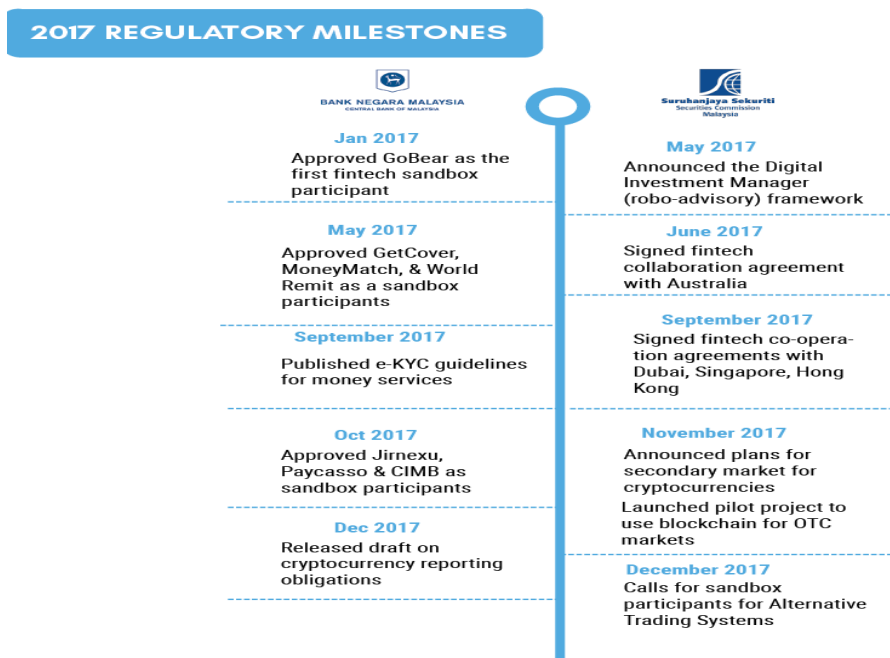 2017 REGULATORY MILESTONES
BANK NEGARA MALAYSIA
CENTRAL BANK OF MALAYSIA
Jan 2017
Approved GoBear as the
first fintech sandbox
participant
May 2017
Approved GetCover,
MoneyMatch, & World
Remit as a sandbox
participants
September 2017
Published e-KYC guidelines
for money services
Oct 2017
Approved Jirnexu,
Paycasso & CIMB as
sandbox participants
Dec 2017
Released draft on
cryptocurrency reporting
obligations
Suruhanjaya Sekuriti
Securities Commission
Malaysia
May 2017
Announced the Digital
Investment Manager
(robo-advisory) framework
June 2017
Signed fintech
collaboration agreement
with Australia
September 2017
Signed fintech co-opera-
tion agreements with
Dubai, Singapore, Hong
Kong
November 2017
Announced plans for
secondary market for
cryptocurrencies
Launched pilot project to
use blockchain for OTC
markets
December 2017
Calls for sandbox
participants for Alternative
Trading Systems